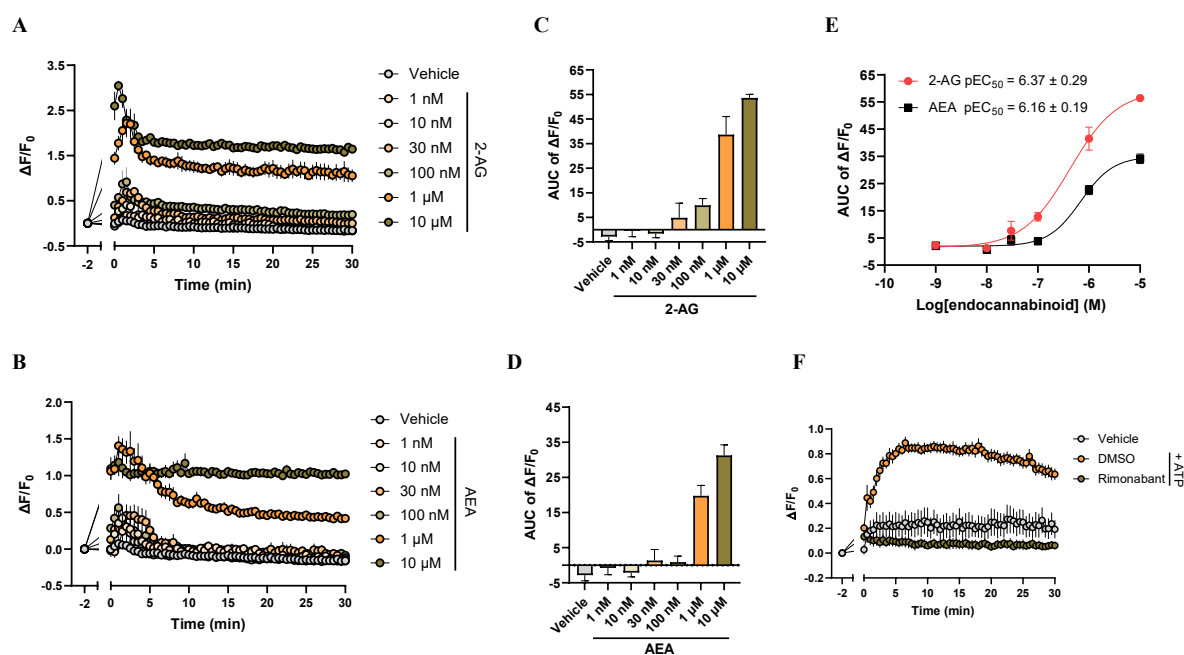 A
ΔF/F0
3.5
2.5
1.5
0.5
-0.5
-2
0
5
10
15
20
25
30
Time (min)
Vehicle
1 nM
10 nM
30 nM
100 nM
1 µM
10 µM
2-AG
C
AUC of ΔF/F0
65
55
45
35
25
15
5
-5
Vehicle
1 nM
10 nM
30 nM
100 nM
1 µM
10 µM
2-AG
E
2-AG pEC50 = 6.37 ± 0.29
AEA pEC50 = 6.16 ± 0.19
AUC of ΔF/F0
65
55
45
35
25
15
5
-5
-10
-9
-8
-7
-6
-5
Log[endocannabinoid] (M)
B
ΔF/F0
2.0
1.5
1.0
0.5
0.0
-0.5
-2
0
5
10
15
20
25
30
Time (min)
Vehicle
1 nM
10 nM
30 nM
100 nM
1 µM
10 µM
AEA
D
AUC of ΔF/F0
45
35
25
15
5
-5
Vehicle
1 nM
10 nM
30 nM
100 nM
1 µM
10 µM
AEA
F
ΔF/F0
1.0
0.8
0.6
0.4
0.2
0.0
-0.2
-2
0
5
10
15
20
25
30
Time (min)
Vehicle
DMSO
Rimonabant
+ ATP